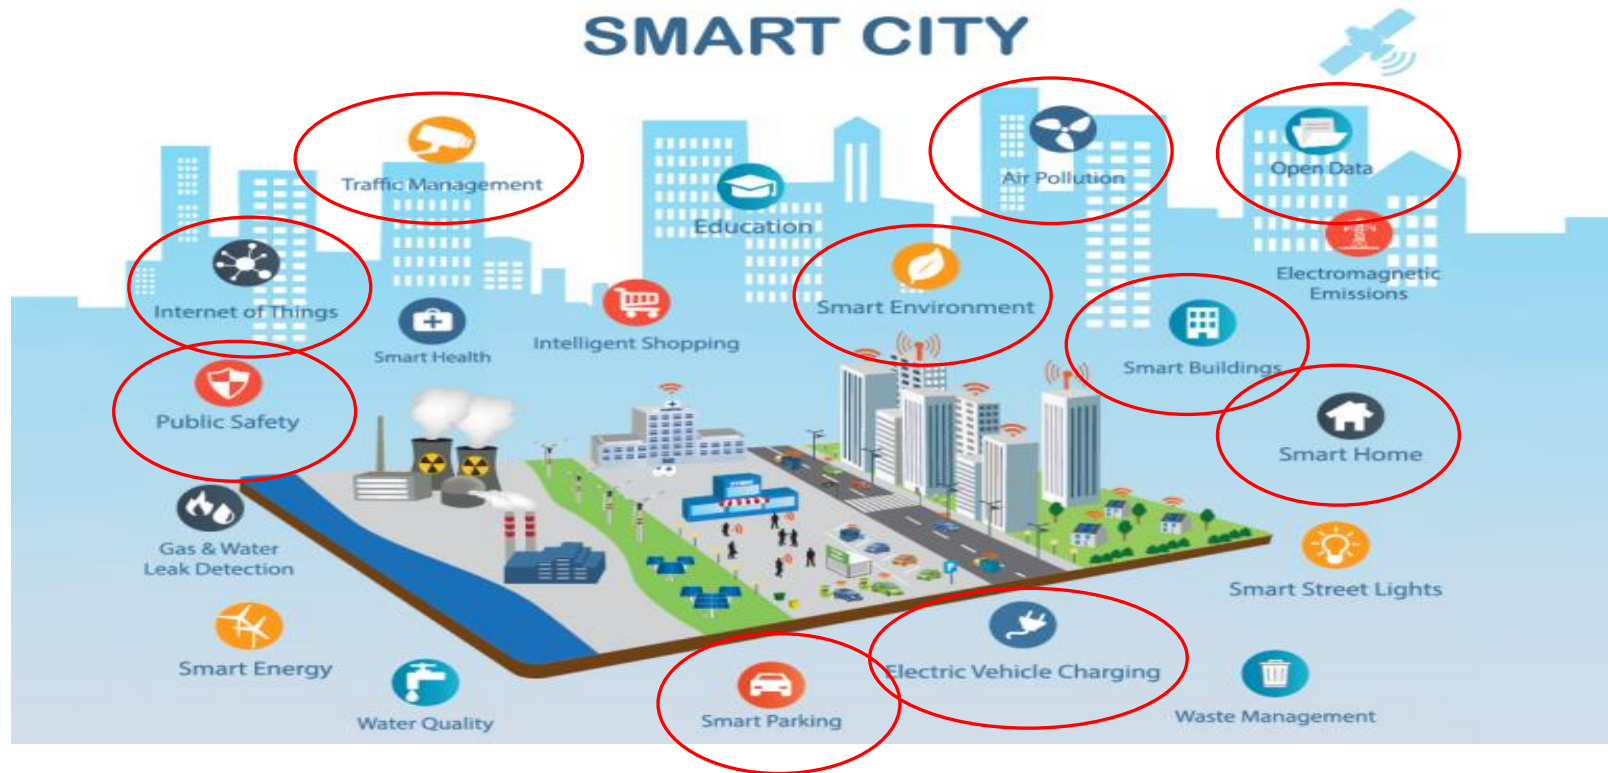 SMART CITY
Traffic Management
Education
Air Pollution
Open Data
Internet of Things
Smart Health
Intelligent Shopping
Smart Environment
Electromagnetic
Emissions
Smart Buildings
Public Safety
Smart Home
Gas & Water
Leak Detection
Smart Street Lights
Smart Energy
Water Quality
Smart Parking
Electric Vehicle Charging
Waste Management
P